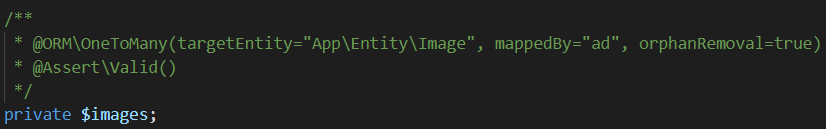 /**
 * @ORM\OneToMany(targetEntity="App\Entity\Image", mappedBy="ad", orphanRemoval=true)
 * @Assert\Valid()
 */
private $images;